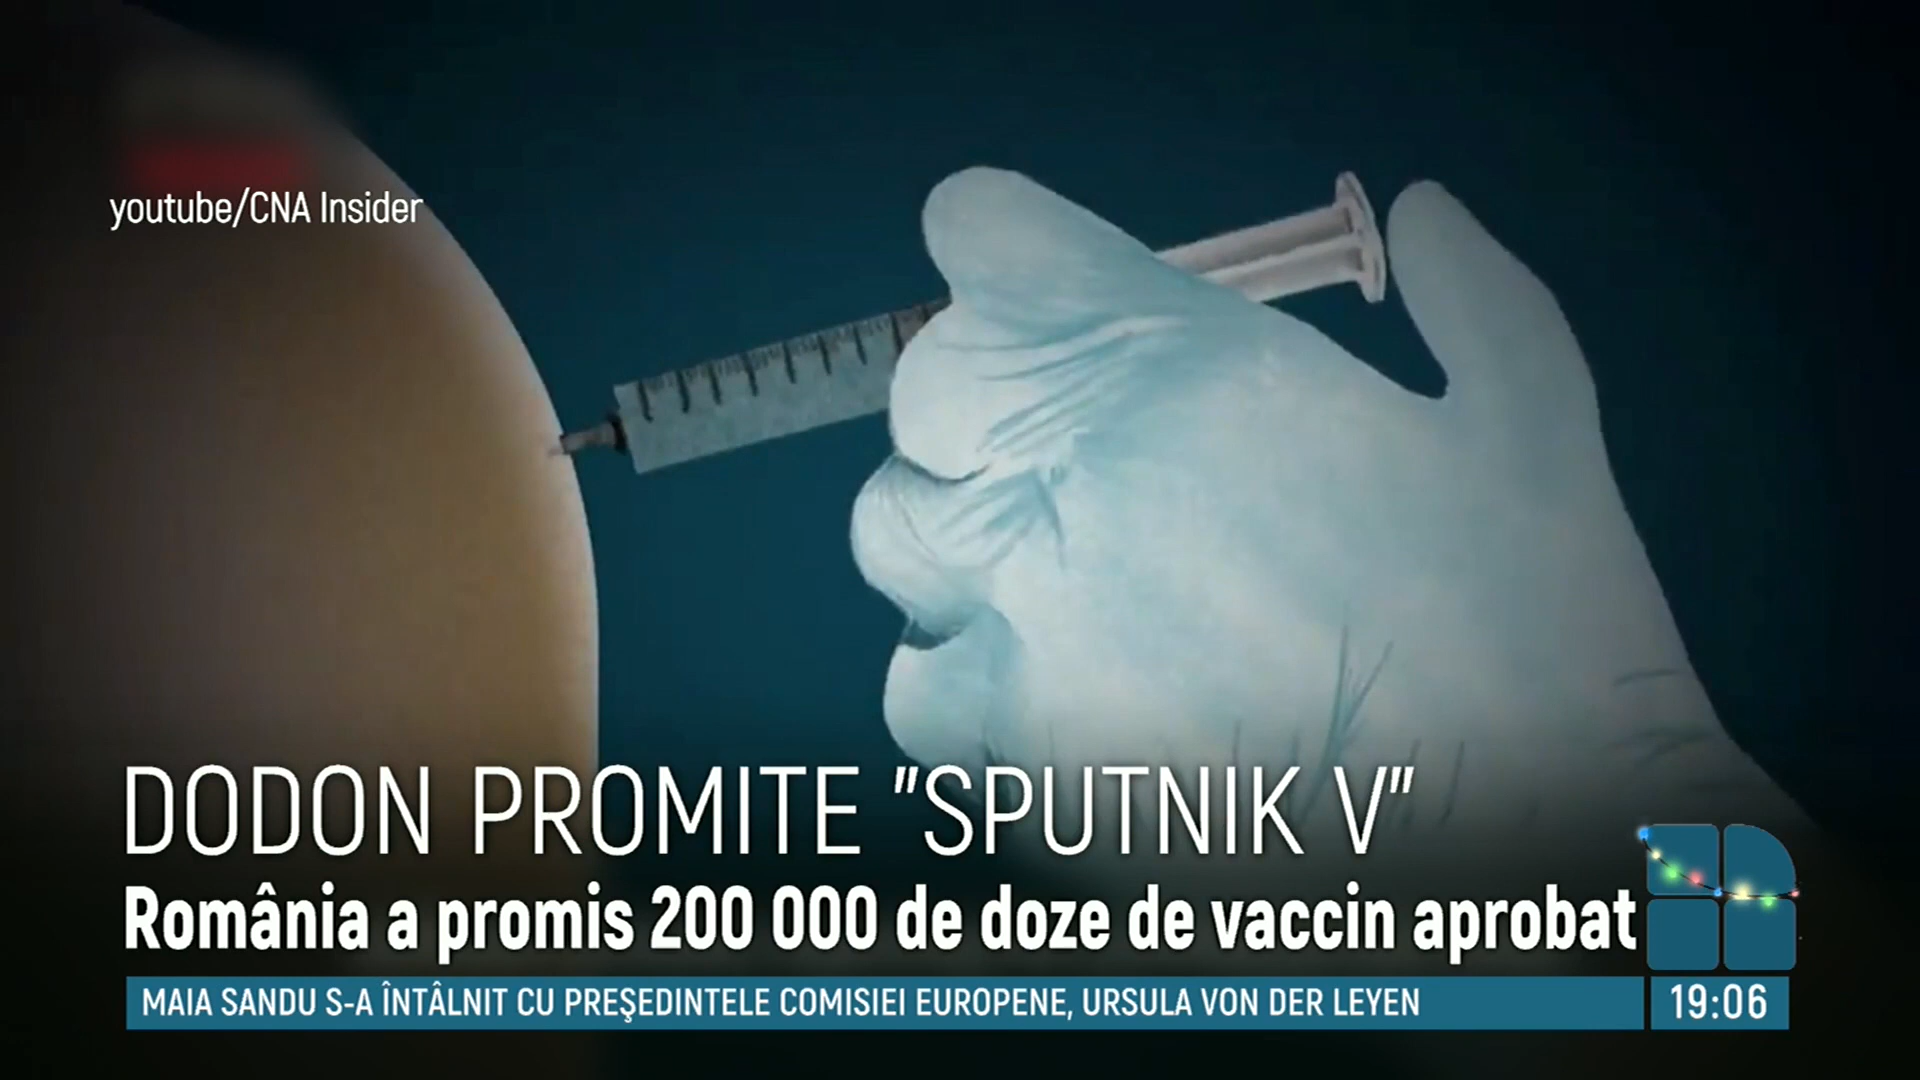 youtube/CNA Insider
DODON PROMITE "SPUTNIK V"
România a promis 200 000 de doze de vaccin aprobat
MAIA SANDU S-A ÎNTÂLNIT CU PREŞEDINTELE COMISIEI EUROPENE, URSULA VON DER LEYEN
19:06